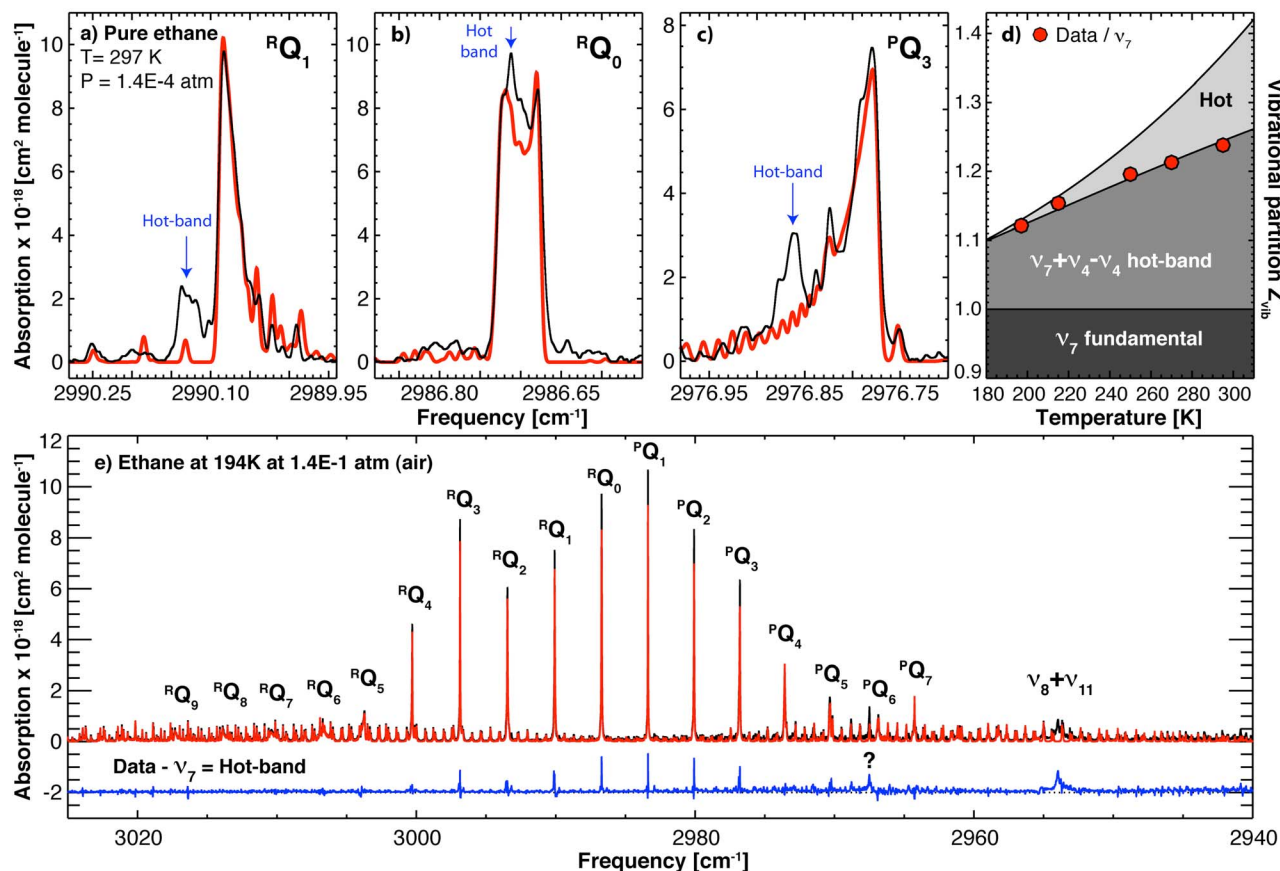 a) Pure ethane
T= 297 K
P = 1.4E-4 atm
Hot-band
ᴿQ₁
b)
Hot
band
ᴿQ₀
c)
Hot-band
ᴾQ₃
d)
Data / ν₇
Hot
ν₇+ν₄-ν₄ hot-band
ν₇ fundamental
Absorption x 10⁻¹⁸ [cm² molecule⁻¹]
10
8
6
4
2
0
2990.25
2990.10
2989.95
10
8
6
4
2
0
2986.80
2986.65
Frequency [cm⁻¹]
8
6
4
2
0
2976.95
2976.85
2976.75
1.4
1.3
1.2
1.1
1.0
0.9
180
200
220
240
260
280
300
Temperature [K]
Vibrational partition Zᵥᵢb
e) Ethane at 194K at 1.4E-1 atm (air)
Absorption x 10⁻¹⁸ [cm² molecule⁻¹]
12
10
8
6
4
2
0
-2
ᴿQ₉
ᴿQ₈
ᴿQ₇
ᴿQ₆
ᴿQ₅
ᴿQ₄
ᴿQ₃
ᴿQ₂
ᴿQ₁
ᴿQ₀
ᴾQ₁
ᴾQ₂
ᴾQ₃
ᴾQ₄
ᴾQ₅
ᴾQ₆
ᴾQ₇
ν₈+ν₁₁
Data - ν₇ = Hot-band
?
3020
3000
2980
2960
2940
Frequency [cm⁻¹]